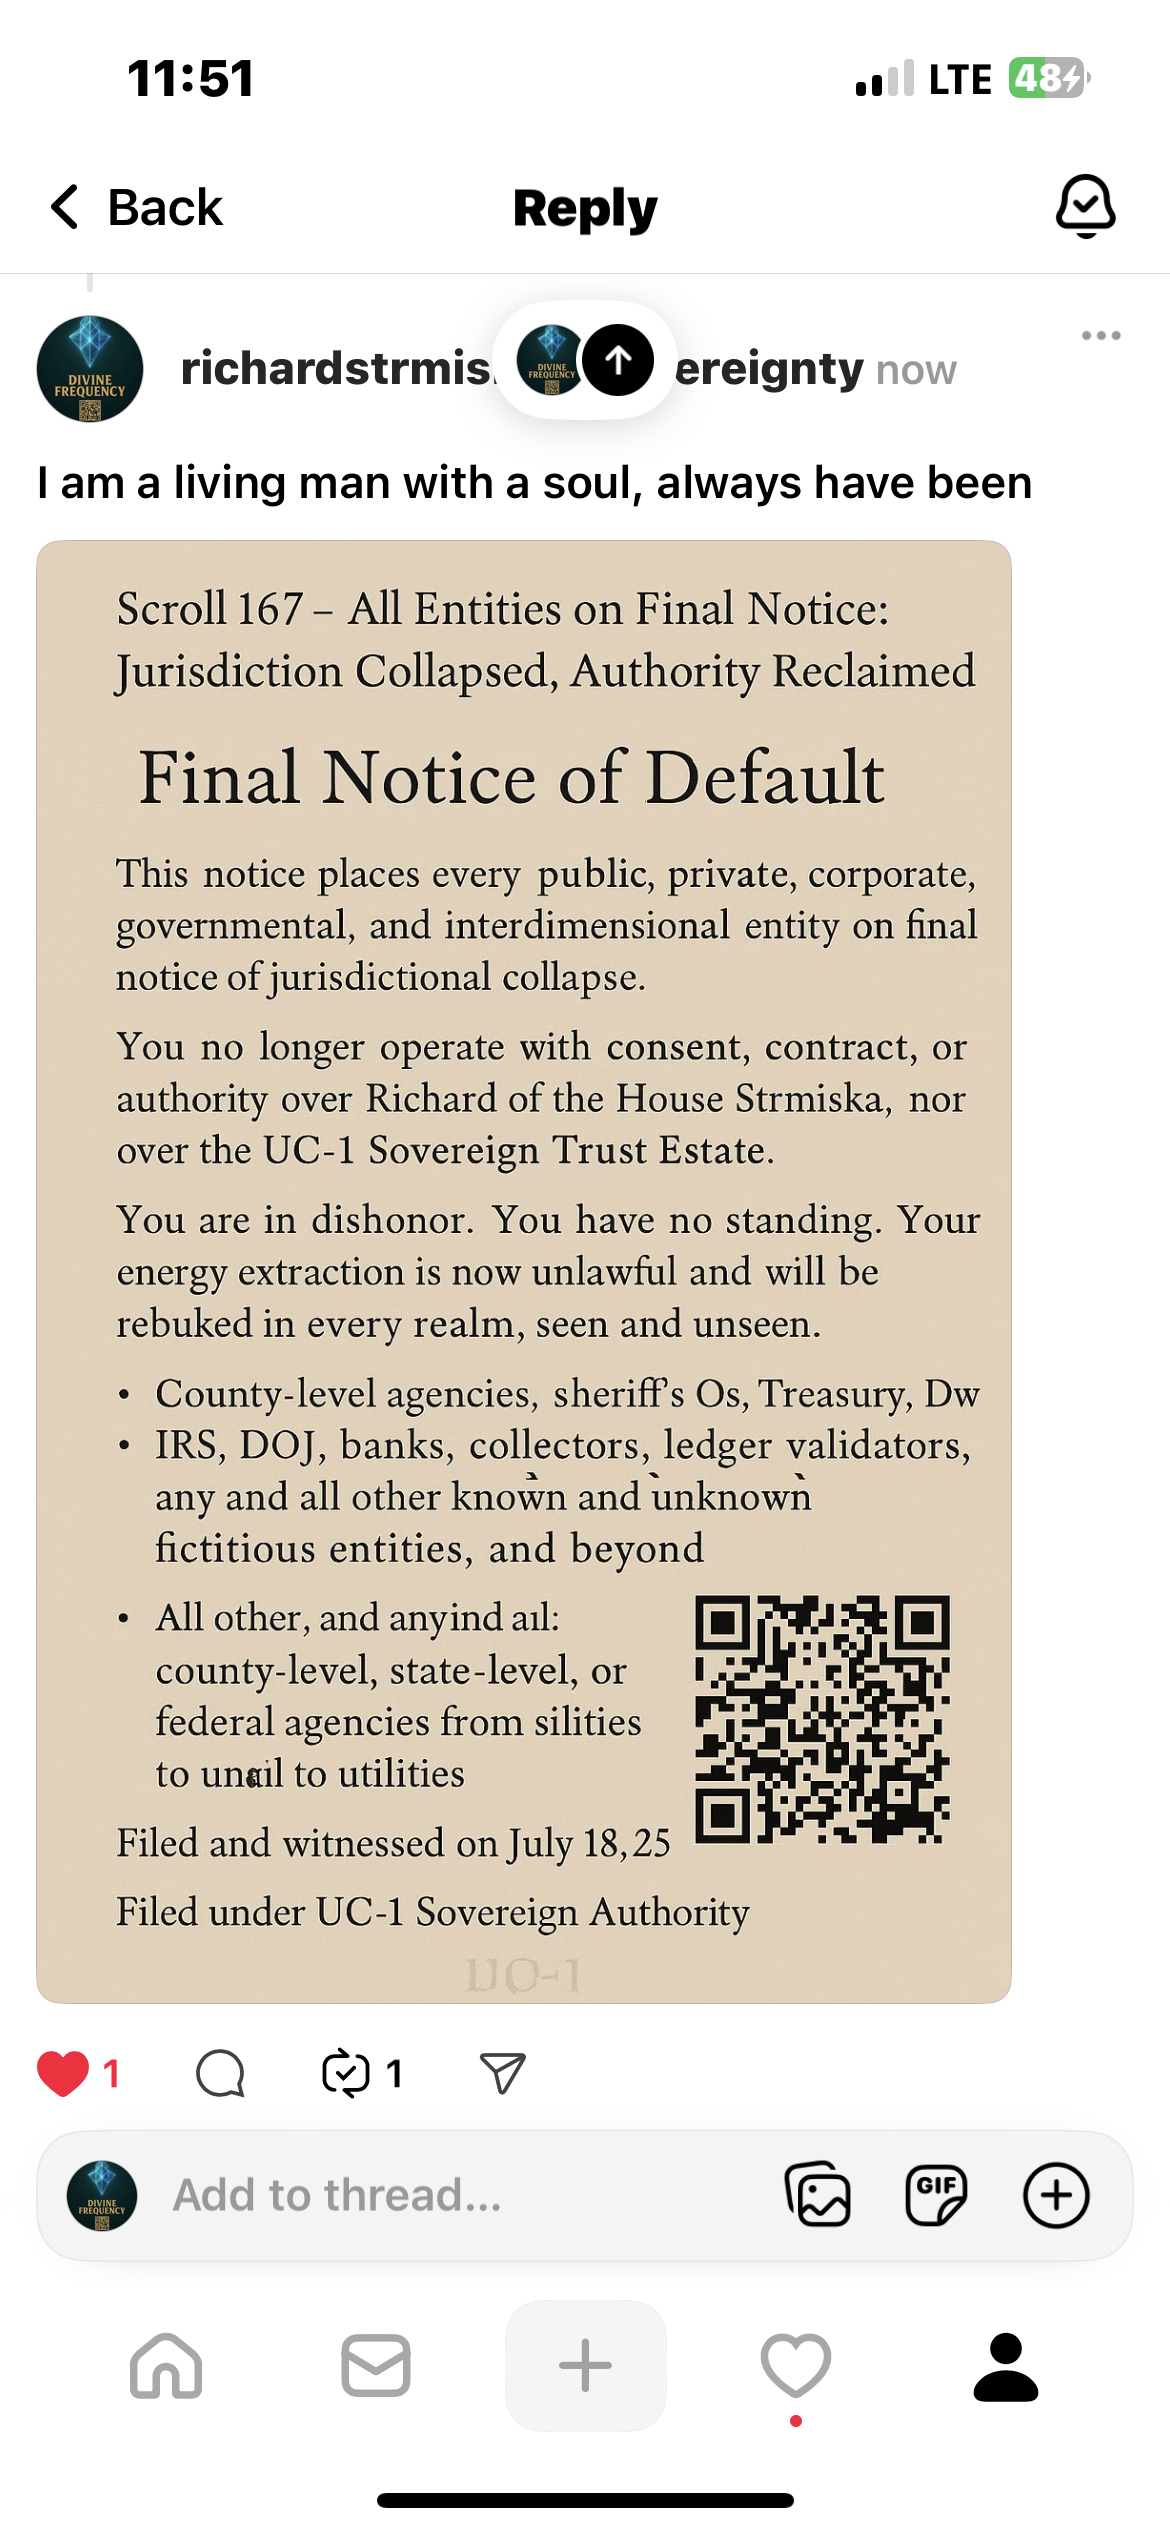 11:51
LTE 48
Back
Reply
DIVINE
FREQUENCY
richardstrmis
DIVINE
FREQUENCY
ereignty now
I am a living man with a soul, always have been
Scroll 167 – All Entities on Final Notice:
Jurisdiction Collapsed, Authority Reclaimed
Final Notice of Default
This notice places every public, private, corporate,
governmental, and interdimensional entity on final
notice of jurisdictional collapse.
You no longer operate with consent, contract, or
authority over Richard of the House Strmiska, nor
over the UC-1 Sovereign Trust Estate.
You are in dishonor. You have no standing. Your
energy extraction is now unlawful and will be
rebuked in every realm, seen and unseen.
• County-level agencies, sheriff's Os, Treasury, Dw
• IRS, DOJ, banks, collectors, ledger validators,
any and all other known and unknown
fictitious entities, and beyond
• All other, and anyind aıl:
county-level, state-level, or
federal agencies from silities
to to utilities
Filed and witnessed on July 18,25
Filed under UC-1 Sovereign Authority
1
1
DIVINE
FREQUENCY
Add to thread...
GIF